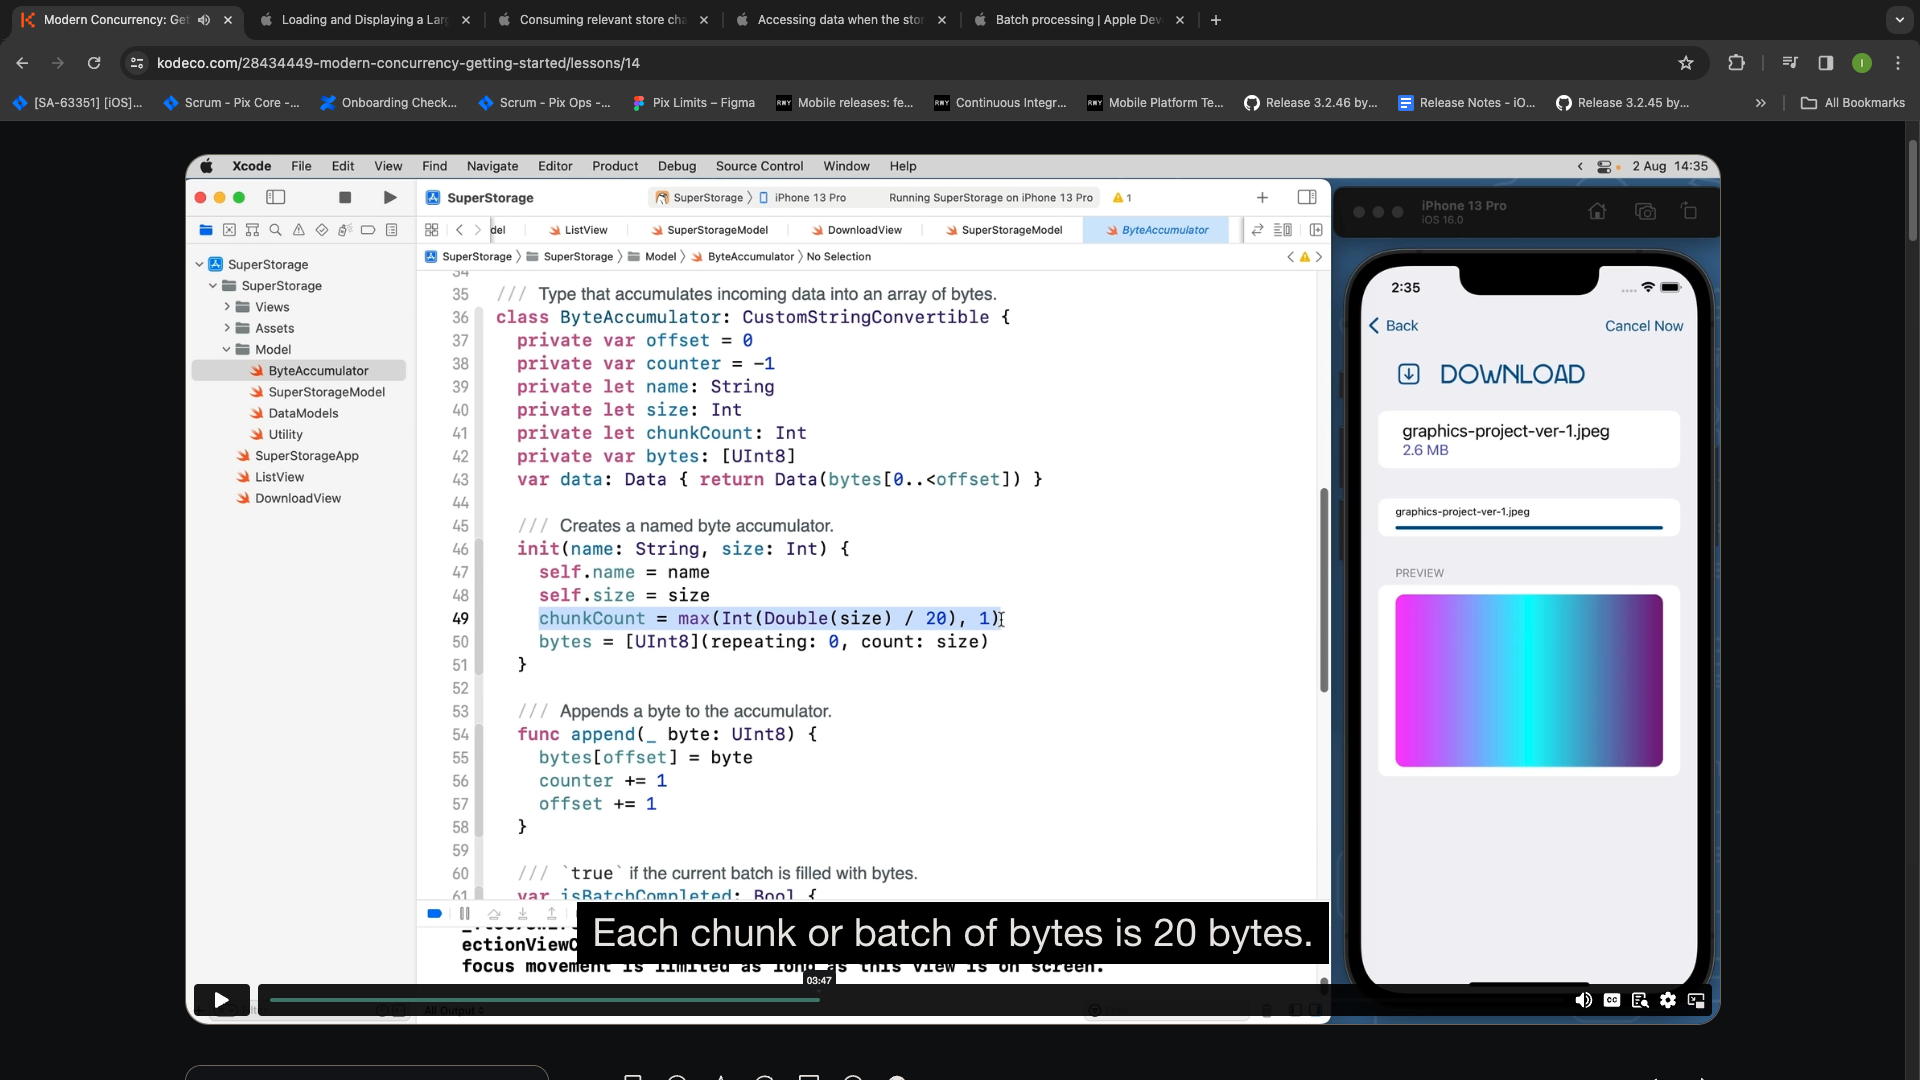 Modern Concurrency: Get
Loading and Displaying a Lar
Consuming relevant store cha
Accessing data when the stor
Batch processing | Apple Dev
kodeco.com/28434449-modern-concurrency-getting-started/lessons/14
[SA-63351] [iOS]...
Scrum - Pix Core -...
Onboarding Check...
Scrum - Pix Ops -...
Pix Limits – Figma
Mobile releases: fe...
Continuous Integr...
Mobile Platform Te...
Release 3.2.46 by...
Release Notes - iO...
Release 3.2.45 by...
All Bookmarks
Xcode File Edit View Find Navigate Editor Product Debug Source Control Window Help
2 Aug 14:35
SuperStorage
SuperStorage
iPhone 13 Pro
Running SuperStorage on iPhone 13 Pro
1
del
ListView
SuperStorageModel
DownloadView
SuperStorageModel
ByteAccumulator
SuperStorage
SuperStorage
Model
ByteAccumulator
No Selection
SuperStorage
SuperStorage
Views
Assets
Model
ByteAccumulator
SuperStorageModel
DataModels
Utility
SuperStorageApp
ListView
DownloadView
34
35 /// Type that accumulates incoming data into an array of bytes.
36 class ByteAccumulator: CustomStringConvertible {
37 private var offset = 0
38 private var counter = -1
39 private let name: String
40 private let size: Int
41 private let chunkCount: Int
42 private var bytes: [UInt8]
43 var data: Data { return Data(bytes[0..<offset]) }
44
45 /// Creates a named byte accumulator.
46 init(name: String, size: Int) {
47 self.name = name
48 self.size = size
49 chunkCount = max(Int(Double(size) / 20), 1)
50 bytes = [UInt8](repeating: 0, count: size)
51 }
52
53 /// Appends a byte to the accumulator.
54 func append(_ byte: UInt8) {
55 bytes[offset] = byte
56 counter += 1
57 offset += 1
58 }
59
60 /// `true` if the current batch is filled with bytes.
61 var isBatchCompleted: Bool {
ectionViewC
focus movement is limited as long as this view is on screen.
Each chunk or batch of bytes is 20 bytes.
03:47
All Output
CC
iPhone 13 Pro
iOS 16.0
2:35
Back
Cancel Now
DOWNLOAD
graphics-project-ver-1.jpeg
2.6 MB
graphics-project-ver-1.jpeg
PREVIEW